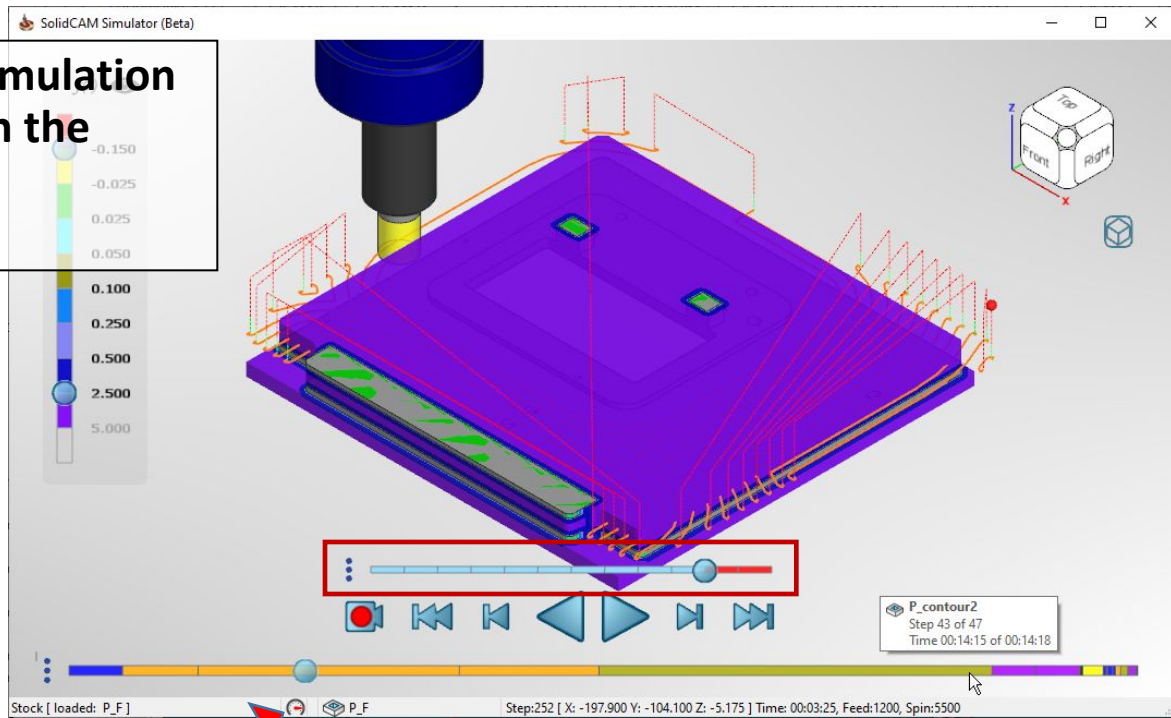 SolidCAM Simulator (Beta)
mulation
n the
-0.150
-0.025
0.025
0.050
0.100
0.250
0.500
2.500
5.000
Top
Front
Right
Z
X
P_contour2
Step 43 of 47
Time 00:14:15 of 00:14:18
Stock [ loaded: P_F ]
P_F
Step:252 [ X: -197.900 Y: -104.100 Z: -5.175 ] Time: 00:03:25, Feed:1200, Spin:5500